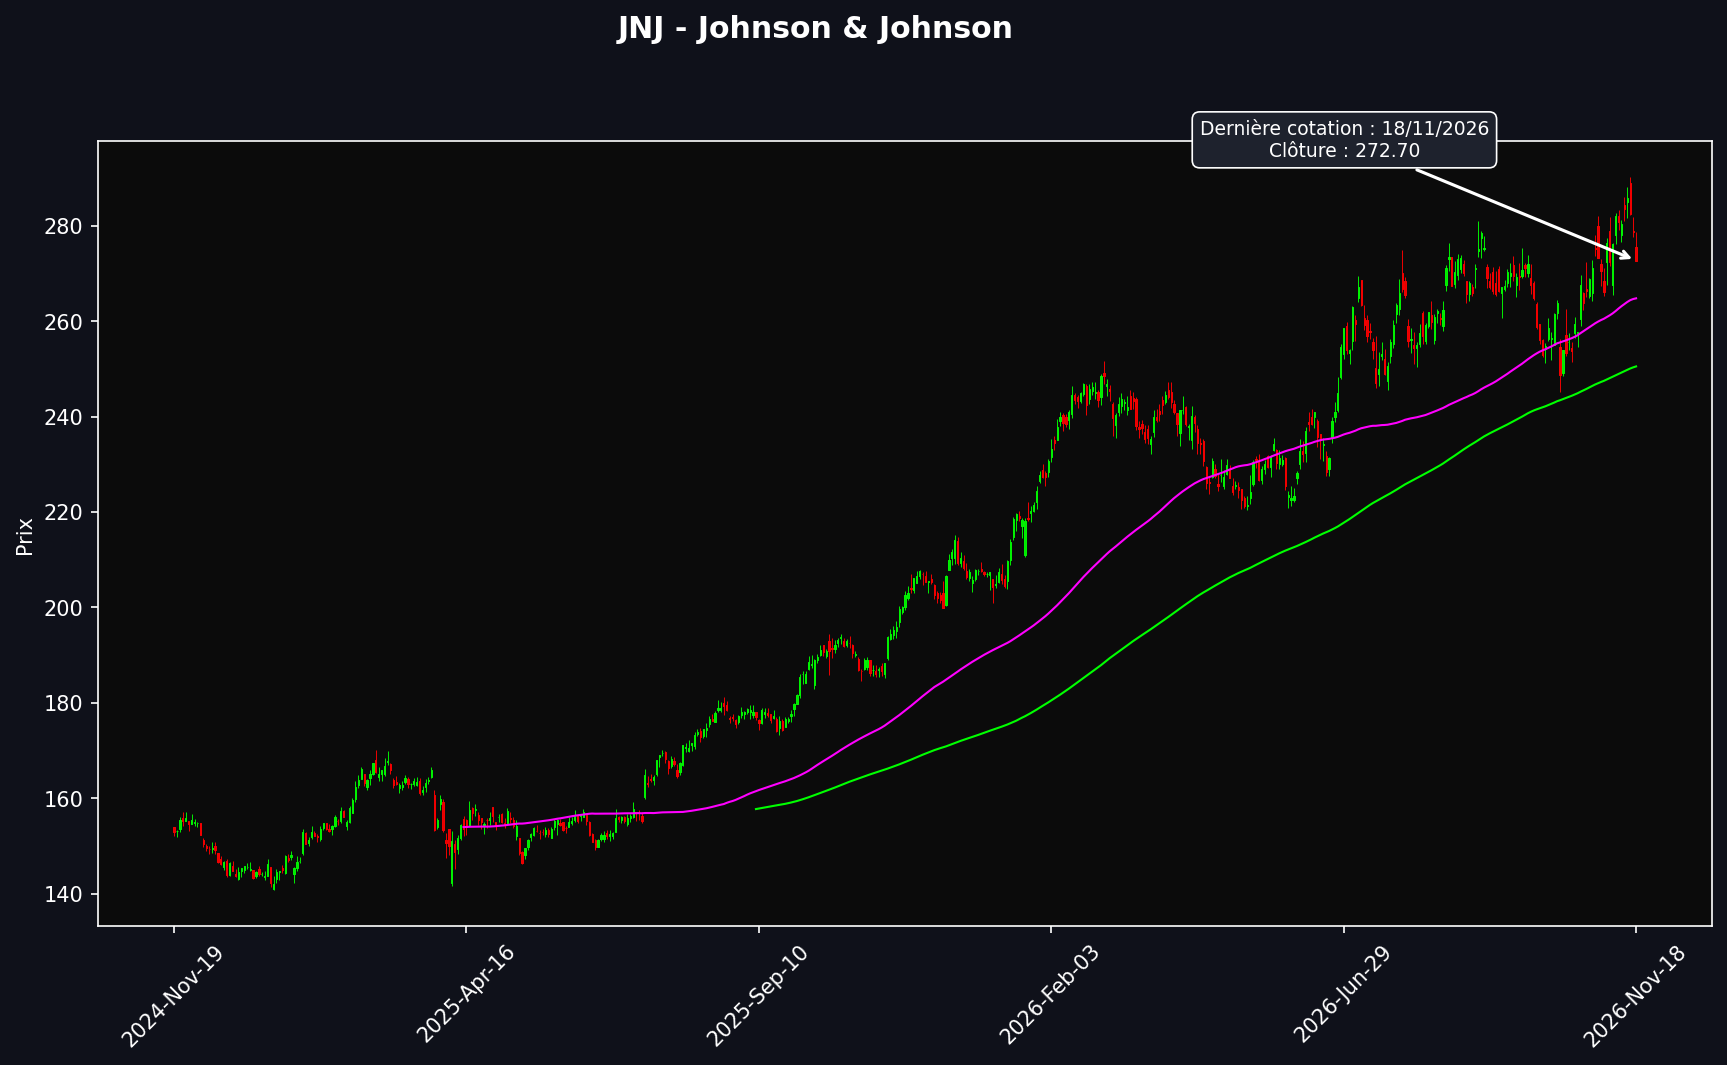 JNJ - Johnson & Johnson
Dernière cotation : 18/11/2026
Clôture : 272.70
Prix
280
260
240
220
200
180
160
140
2024-Nov-19
2025-Apr-16
2025-Sep-10
2026-Feb-03
2026-Jun-29
2026-Nov-18